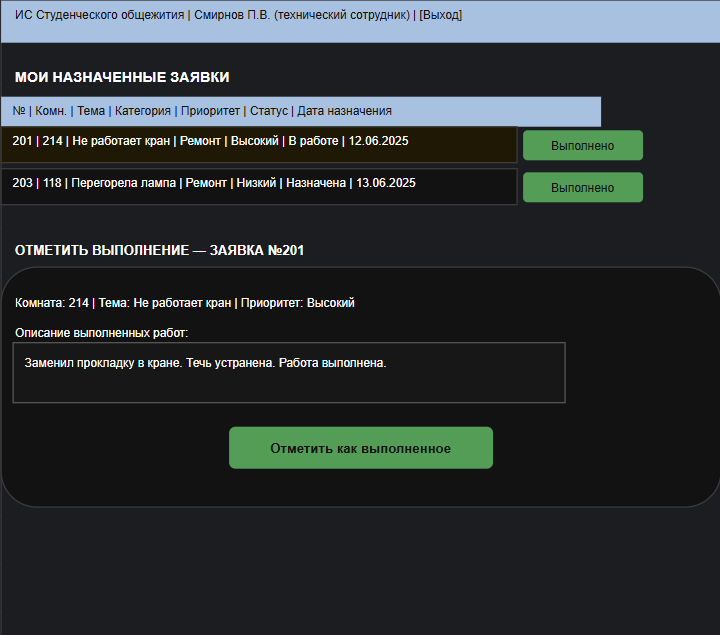 ИС Студенческого общежития | Смирнов П.В. (технический сотрудник) | [Выход]
МОИ НАЗНАЧЕННЫЕ ЗАЯВКИ
№ | Комн. | Тема | Категория | Приоритет | Статус | Дата назначения
201 | 214 | Не работает кран | Ремонт | Высокий | В работе | 12.06.2025
Выполнено
203 | 118 | Перегорела лампа | Ремонт | Низкий | Назначена | 13.06.2025
Выполнено
ОТМЕТИТЬ ВЫПОЛНЕНИЕ — ЗАЯВКА №201
Комната: 214 | Тема: Не работает кран | Приоритет: Высокий
Описание выполненных работ:
Заменил прокладку в кране. Течь устранена. Работа выполнена.
Отметить как выполненное